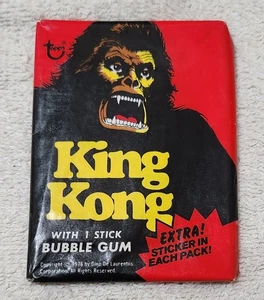 topps
King
Kong
WITH 1 STICK
BUBBLE GUM
EXTRA!
STICKER IN
EACH PACK!
Copyright © 1976 by Dino De Laurentiis
Corporation. All Rights Reserved.